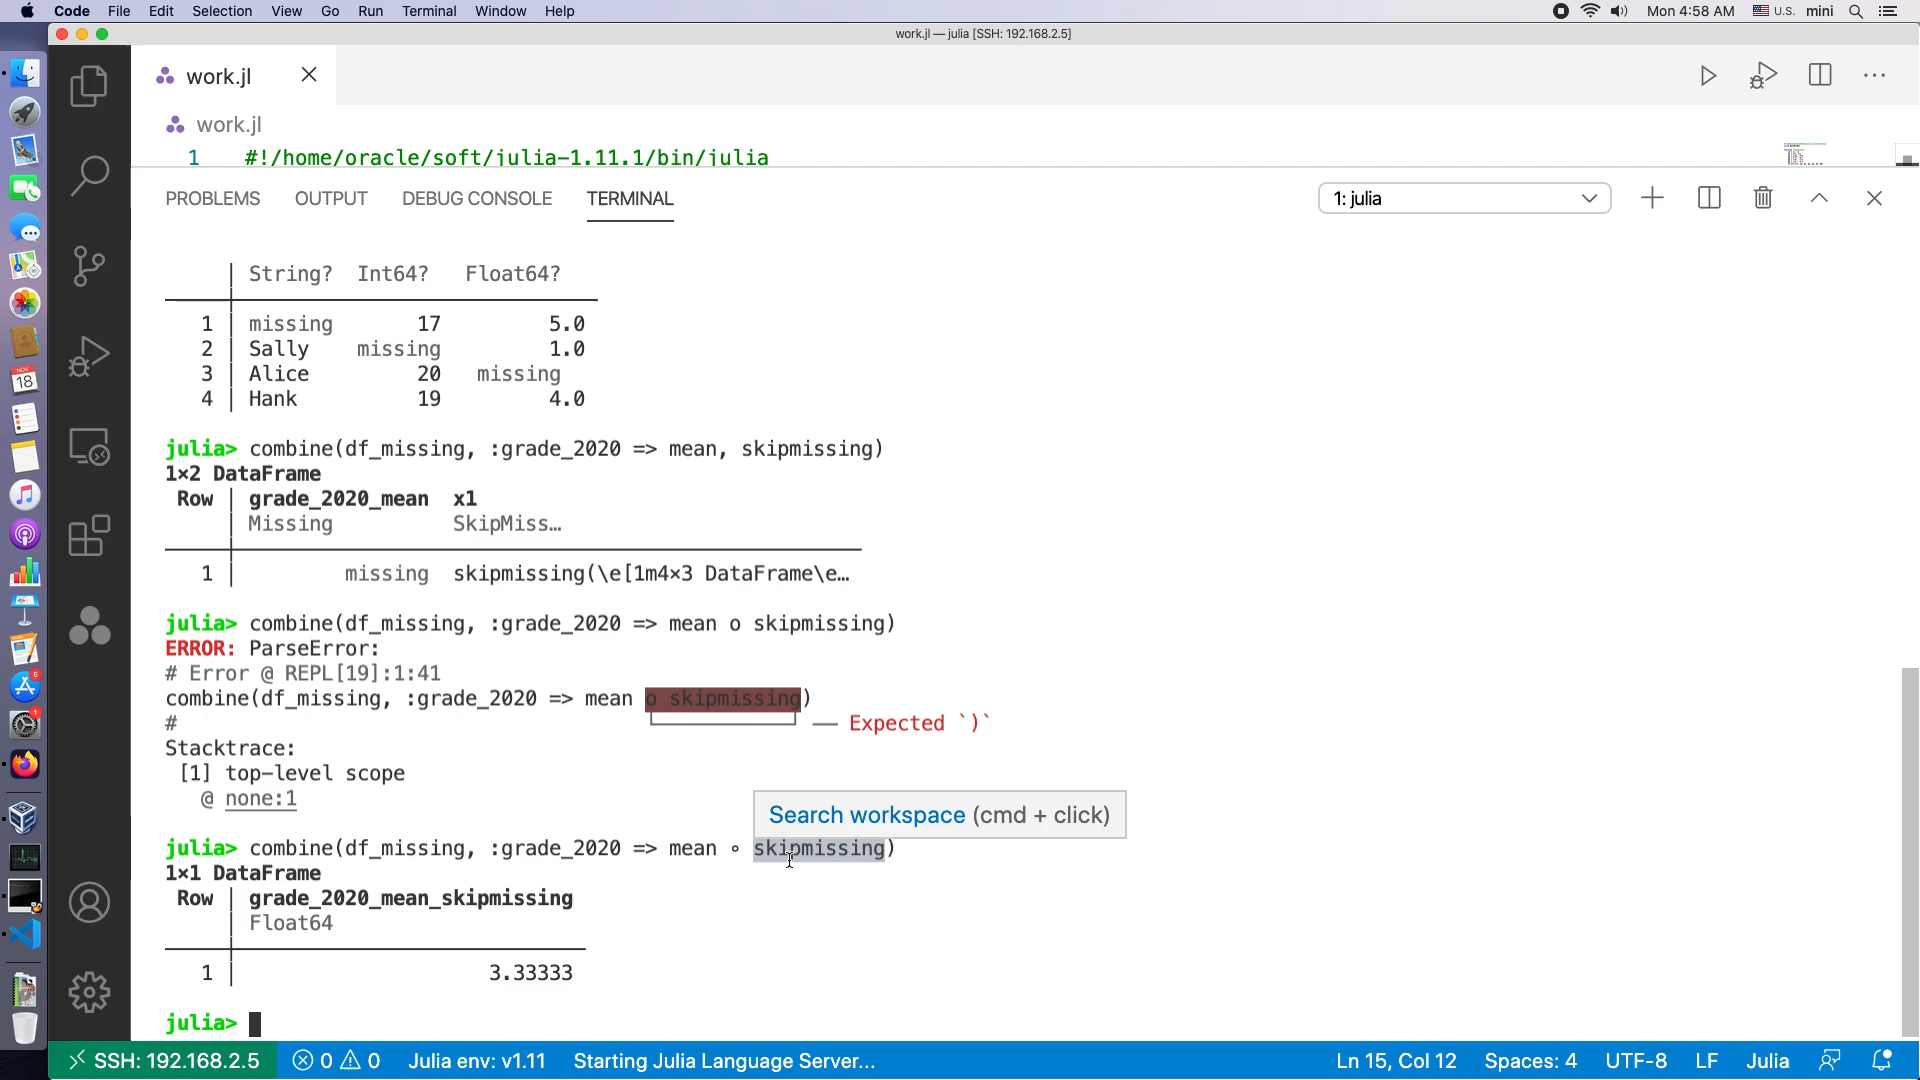 Code File Edit Selection View Go Run Terminal Window Help Mon 4:58 AM U.S. mini
work.jl — julia [SSH: 192.168.2.5]
work.jl
work.jl
1 #!/home/oracle/soft/julia-1.11.1/bin/julia
PROBLEMS OUTPUT DEBUG CONSOLE TERMINAL 1: julia
String? Int64? Float64?
1 missing 17 5.0
2 Sally missing 1.0
3 Alice 20 missing
4 Hank 19 4.0
julia> combine(df_missing, :grade_2020 => mean, skipmissing)
1×2 DataFrame
Row grade_2020_mean x1
Missing SkipMiss…
1 missing skipmissing(\e[1m4×3 DataFrame\e…
julia> combine(df_missing, :grade_2020 => mean o skipmissing)
ERROR: ParseError:
# Error @ REPL[19]:1:41
combine(df_missing, :grade_2020 => mean o skipmissing)
# └───────────┘ ── Expected `)`
Stacktrace:
[1] top-level scope
@ none:1
Search workspace (cmd + click)
julia> combine(df_missing, :grade_2020 => mean ∘ skipmissing)
1×1 DataFrame
Row grade_2020_mean_skipmissing
Float64
1 3.33333
julia>
SSH: 192.168.2.5 0 0 Julia env: v1.11 Starting Julia Language Server... Ln 15, Col 12 Spaces: 4 UTF-8 LF Julia
NOV
18
6
1